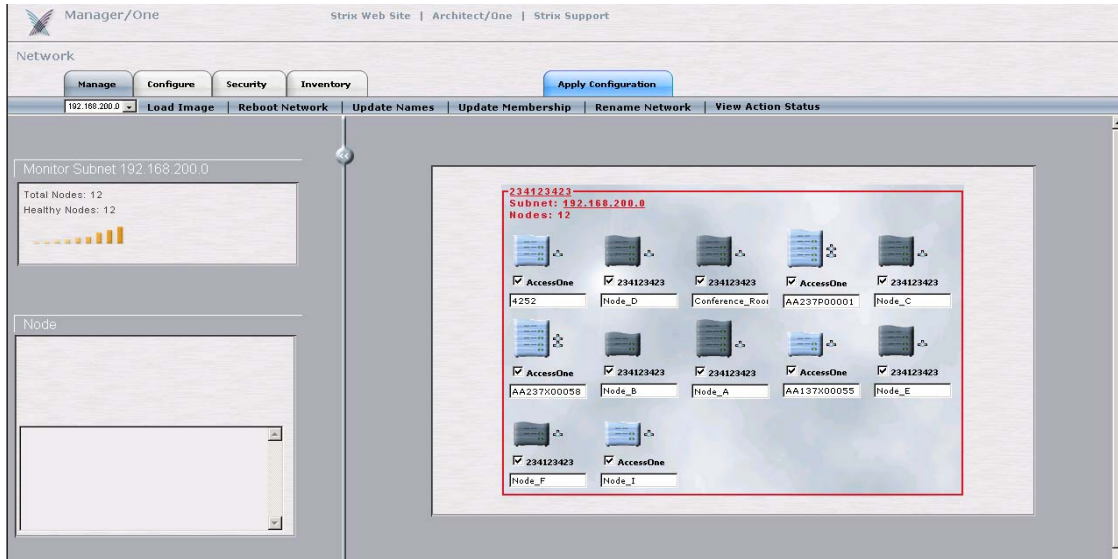 Manager/One
Strix Web Site | Architect/One | Strix Support
Network
Manage Configure Security Inventory Apply Configuration
192.168.200.0 Load Image | Reboot Network | Update Names | Update Membership | Rename Network | View Action Status
Monitor Subnet 192.168.200.0
Total Nodes: 12
Healthy Nodes: 12
Node
234123423
Subnet: 192.168.200.0
Nodes: 12
AccessOne 234123423 234123423 AccessOne 234123423
4252 Node_D Conference_Roo AA237P00001 Node_C
AccessOne 234123423 234123423 AccessOne 234123423
AA237X00058 Node_B Node_A AA137X00055 Node_E
234123423 AccessOne
Node_F Node_I